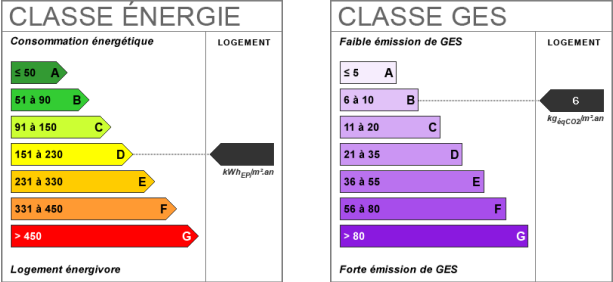 CLASSE ÉNERGIE
Consommation énergétique
LOGEMENT
≤ 50 A
51 à 90 B
91 à 150 C
151 à 230 D
kWhEP/m².an
231 à 330 E
331 à 450 F
> 450 G
Logement énergivore
CLASSE GES
Faible émission de GES
LOGEMENT
≤ 5 A
6 à 10 B
6
kgéqCO2/m².an
11 à 20 C
21 à 35 D
36 à 55 E
56 à 80 F
> 80 G
Forte émission de GES